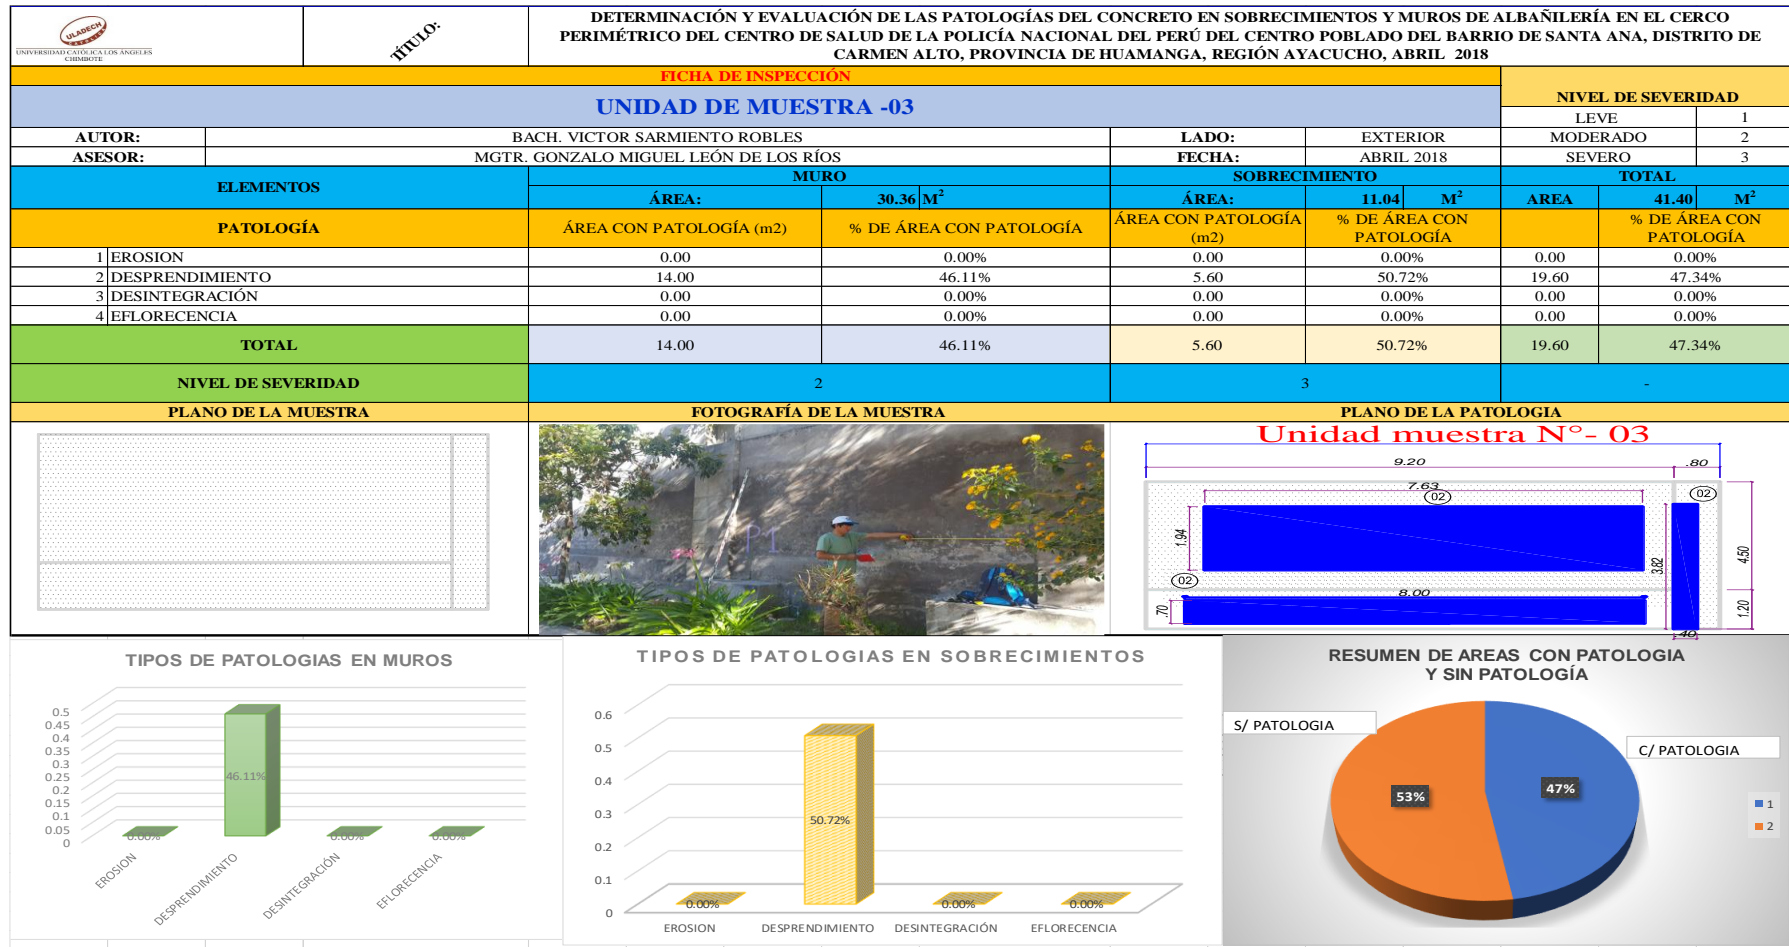 ULADECH
CATÓLICA
UNIVERSIDAD CATÓLICA LOS ÁNGELES
CHIMBOTE
TÍTULO:
DETERMINACIÓN Y EVALUACIÓN DE LAS PATOLOGÍAS DEL CONCRETO EN SOBRECIMIENTOS Y MUROS DE ALBAÑILERÍA EN EL CERCO
PERIMÉTRICO DEL CENTRO DE SALUD DE LA POLICÍA NACIONAL DEL PERÚ DEL CENTRO POBLADO DEL BARRIO DE SANTA ANA, DISTRITO DE
CARMEN ALTO, PROVINCIA DE HUAMANGA, REGIÓN AYACUCHO, ABRIL 2018
FICHA DE INSPECCIÓN
UNIDAD DE MUESTRA -03
NIVEL DE SEVERIDAD
LEVE 1
AUTOR: BACH. VICTOR SARMIENTO ROBLES LADO: EXTERIOR MODERADO 2
ASESOR: MGTR. GONZALO MIGUEL LEÓN DE LOS RÍOS FECHA: ABRIL 2018 SEVERO 3
ELEMENTOS MURO SOBRECIMIENTO TOTAL
ÁREA: 30.36 M² ÁREA: 11.04 M² AREA 41.40 M²
PATOLOGÍA ÁREA CON PATOLOGÍA (m2) % DE ÁREA CON PATOLOGÍA ÁREA CON PATOLOGÍA (m2) % DE ÁREA CON PATOLOGÍA % DE ÁREA CON PATOLOGÍA
1 EROSION 0.00 0.00% 0.00 0.00% 0.00 0.00%
2 DESPRENDIMIENTO 14.00 46.11% 5.60 50.72% 19.60 47.34%
3 DESINTEGRACIÓN 0.00 0.00% 0.00 0.00% 0.00 0.00%
4 EFLORECENCIA 0.00 0.00% 0.00 0.00% 0.00 0.00%
TOTAL 14.00 46.11% 5.60 50.72% 19.60 47.34%
NIVEL DE SEVERIDAD 2 3 -
PLANO DE LA MUESTRA FOTOGRAFÍA DE LA MUESTRA PLANO DE LA PATOLOGIA
P1
Unidad muestra N°- 03
9.20 .80
7.63
02 02
1.94
3.82
4.50
02
8.00
.70
1.20
.40
TIPOS DE PATOLOGIAS EN MUROS
0.5
0.45
0.4
0.35
0.3
0.25
0.2
0.15
0.1
0.05
0
0.00% 46.11% 0.00% 0.00%
EROSION DESPRENDIMIENTO DESINTEGRACIÓN EFLORECENCIA
TIPOS DE PATOLOGIAS EN SOBRECIMIENTOS
0.6
0.5
0.4
0.3
0.2
0.1
0
0.00% 50.72% 0.00% 0.00%
EROSION DESPRENDIMIENTO DESINTEGRACIÓN EFLORECENCIA
RESUMEN DE AREAS CON PATOLOGIA
Y SIN PATOLOGÍA
S/ PATOLOGIA
C/ PATOLOGIA
53% 47%
1
2